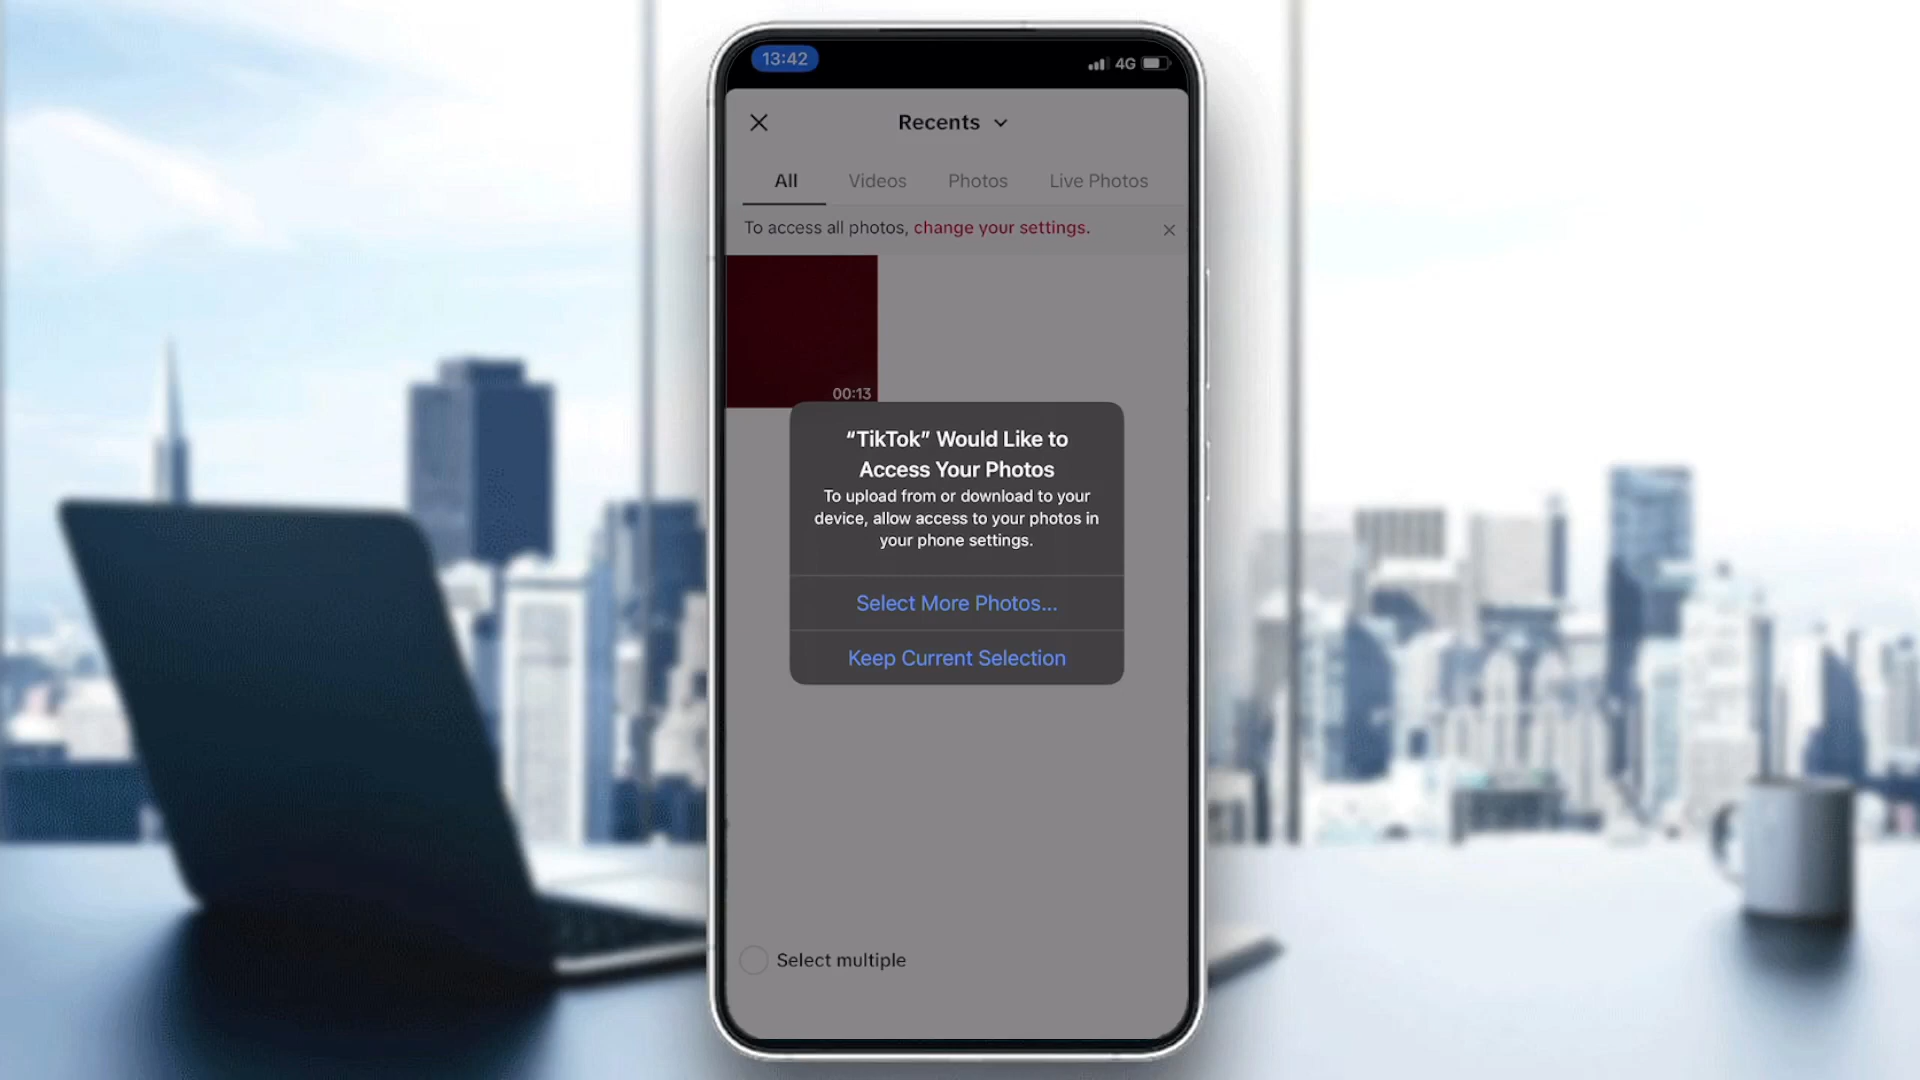 13:42
4G
Recents
All Videos Photos Live Photos
To access all photos, change your settings.
00:13
“TikTok” Would Like to
Access Your Photos
To upload from or download to your
device, allow access to your photos in
your phone settings.
Select More Photos...
Keep Current Selection
Select multiple